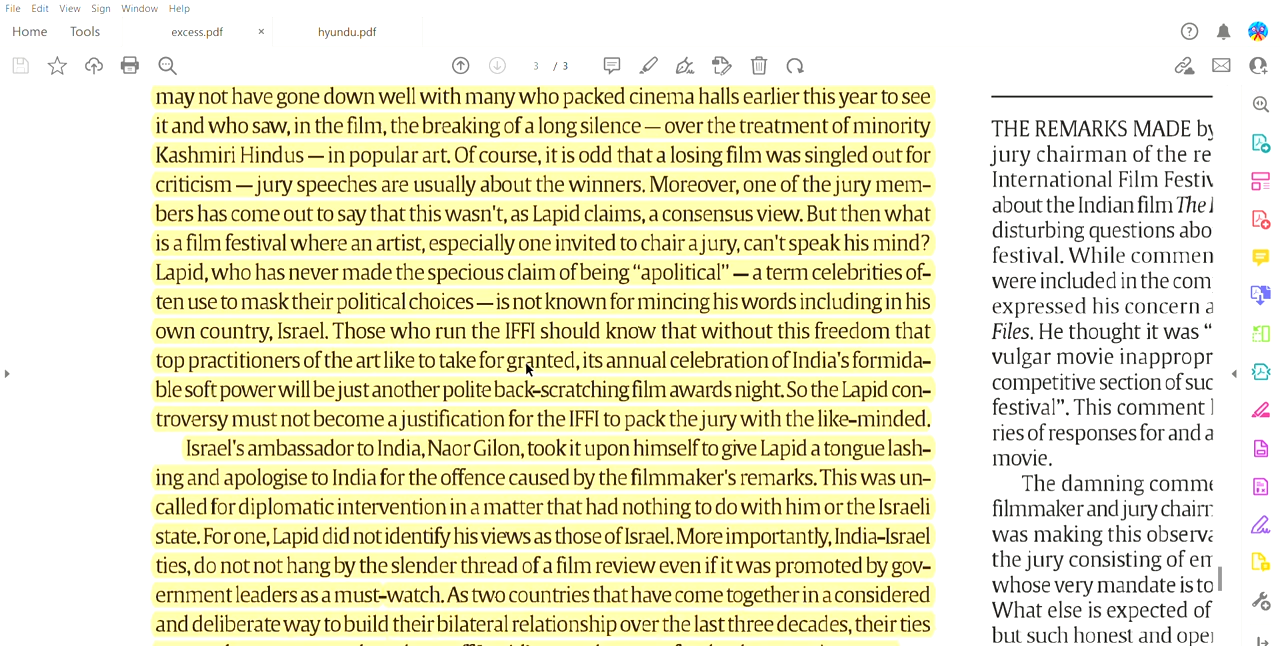 File Edit View Sign Window Help
Home Tools excess.pdf × hyundu.pdf
3 / 3
may not have gone down well with many who packed cinema halls earlier this year to see
it and who saw, in the film, the breaking of a long silence — over the treatment of minority
Kashmiri Hindus — in popular art. Of course, it is odd that a losing film was singled out for
criticism — jury speeches are usually about the winners. Moreover, one of the jury mem-
bers has come out to say that this wasn't, as Lapid claims, a consensus view. But then what
is a film festival where an artist, especially one invited to chair a jury, can't speak his mind?
Lapid, who has never made the specious claim of being “apolitical” — a term celebrities of-
ten use to mask their political choices — is not known for mincing his words including in his
own country, Israel. Those who run the IFFI should know that without this freedom that
top practitioners of the art like to take for granted, its annual celebration of India's formida-
ble soft power will be just another polite back-scratching film awards night. So the Lapid con-
troversy must not become a justification for the IFFI to pack the jury with the like-minded.
Israel's ambassador to India, Naor Gilon, took it upon himself to give Lapid a tongue lash-
ing and apologise to India for the offence caused by the filmmaker's remarks. This was un-
called for diplomatic intervention in a matter that had nothing to do with him or the Israeli
state. For one, Lapid did not identify his views as those of Israel. More importantly, India-Israel
ties, do not not hang by the slender thread of a film review even if it was promoted by gov-
ernment leaders as a must-watch. As two countries that have come together in a considered
and deliberate way to build their bilateral relationship over the last three decades, their ties
THE REMARKS MADE by
jury chairman of the re
International Film Festiv
about the Indian film The
disturbing questions abo
festival. While commen
were included in the com
expressed his concern a
Files. He thought it was “
vulgar movie inappropr
competitive section of suc
festival”. This comment
ries of responses for and a
movie.
The damning comme
filmmaker and jury chairm
was making this observa
the jury consisting of em
whose very mandate is to
What else is expected of
but such honest and oper